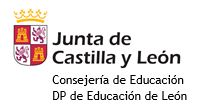 Junta de
Castilla y León
Consejería de Educación
DP de Educación de León